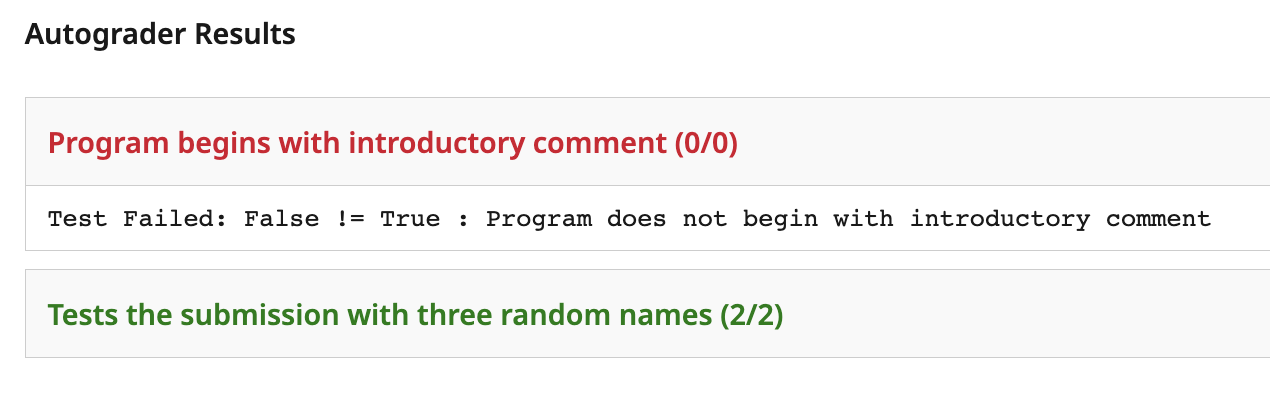 Autograder Results
Program begins with introductory comment (0/0)
Test Failed: False != True : Program does not begin with introductory comment
Tests the submission with three random names (2/2)